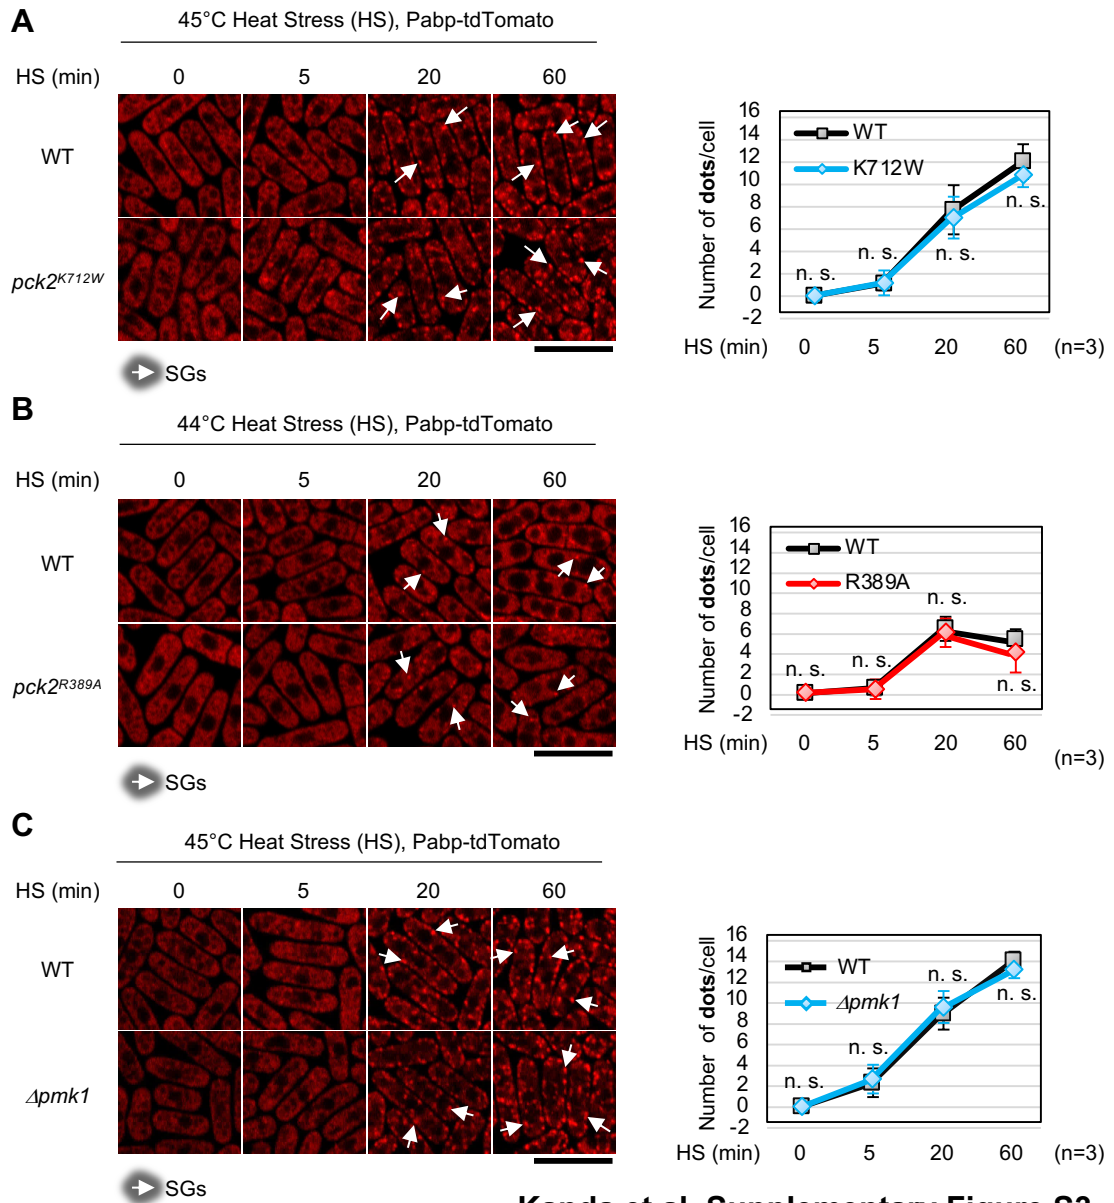 A
45°C Heat Stress (HS), Pabp-tdTomato
HS (min) 0 5 20 60
WT
pck2K712W
SGs
Number of dots/cell
16
14
12
10
8
6
4
2
0
-2
WT
K712W
n. s.
n. s.
n. s.
n. s.
HS (min) 0 5 20 60 (n=3)
B
44°C Heat Stress (HS), Pabp-tdTomato
HS (min) 0 5 20 60
WT
pck2R389A
SGs
Number of dots/cell
16
14
12
10
8
6
4
2
0
-2
WT
R389A
n. s.
n. s.
n. s.
n. s.
HS (min) 0 5 20 60 (n=3)
C
45°C Heat Stress (HS), Pabp-tdTomato
HS (min) 0 5 20 60
WT
Δpmk1
SGs
Number of dots/cell
16
14
12
10
8
6
4
2
0
-2
WT
Δpmk1
n. s.
n. s.
n. s.
n. s.
HS (min) 0 5 20 60 (n=3)